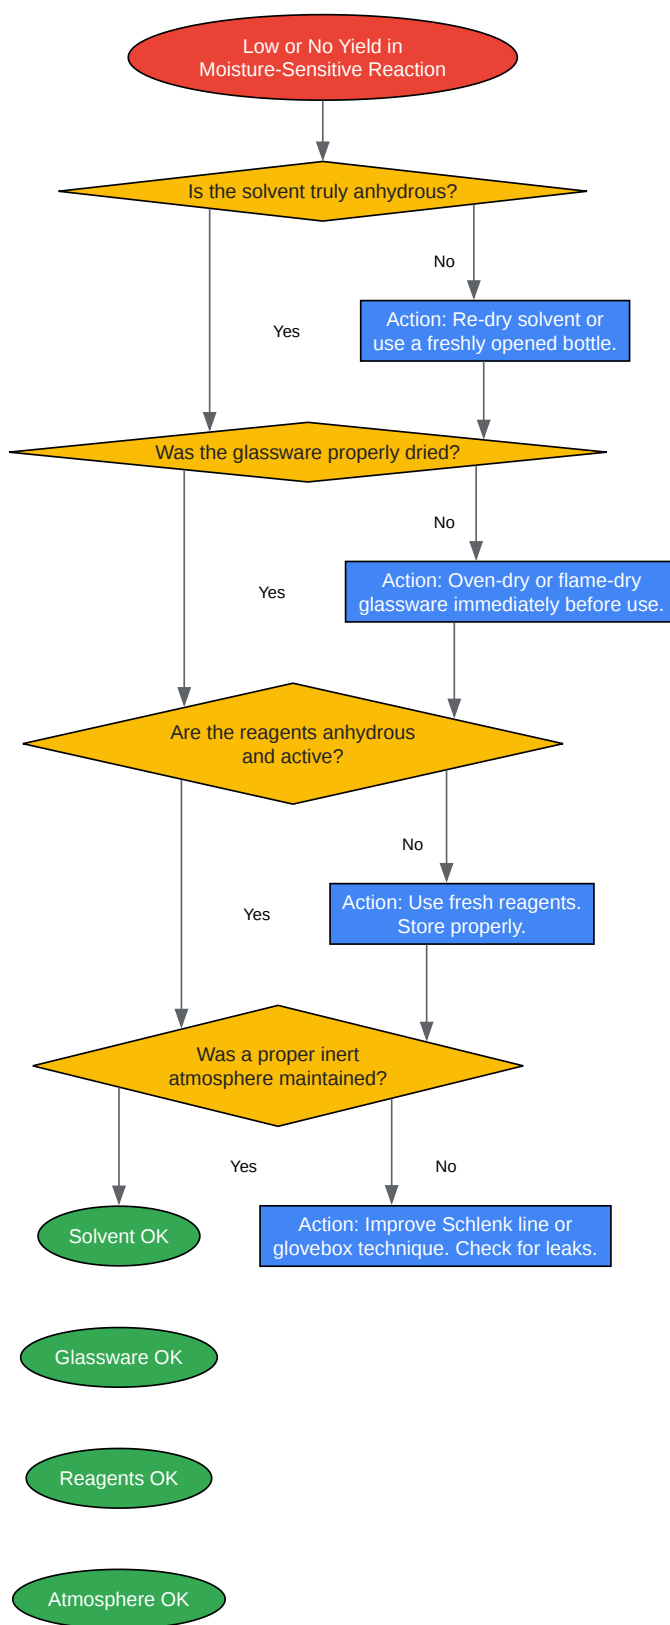 Low or No Yield in
Moisture-Sensitive Reaction
Is the solvent truly anhydrous?
No
Action: Re-dry solvent or
use a freshly opened bottle.
Yes
Was the glassware properly dried?
No
Action: Oven-dry or flame-dry
glassware immediately before use.
Yes
Are the reagents anhydrous
and active?
No
Action: Use fresh reagents.
Store properly.
Yes
Was a proper inert
atmosphere maintained?
Yes
No
Solvent OK
Action: Improve Schlenk line or
glovebox technique. Check for leaks.
Glassware OK
Reagents OK
Atmosphere OK